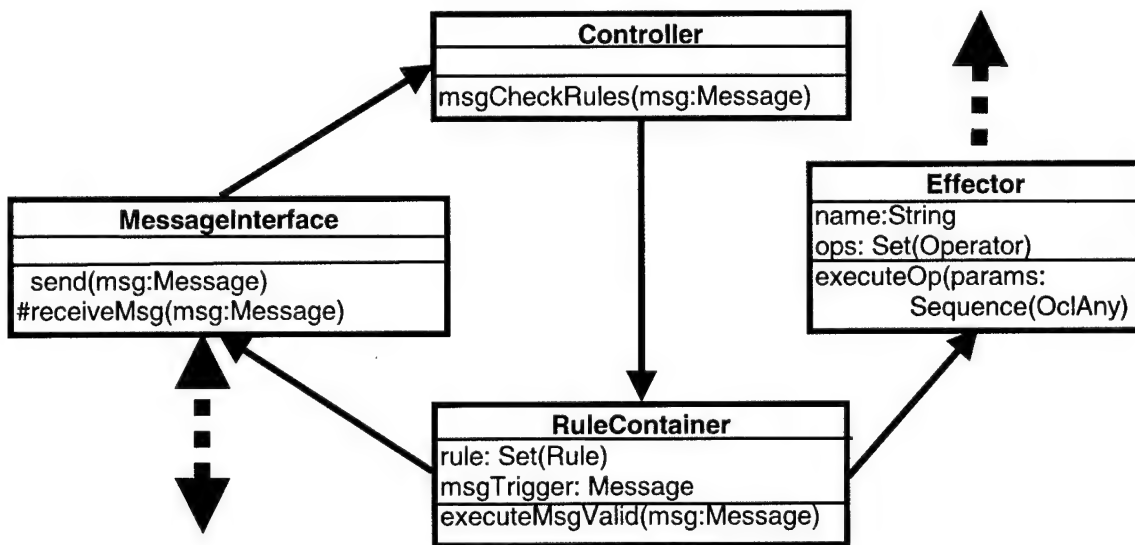 Controller
msgCheckRules(msg:Message)
Effector
name:String
ops: Set(Operator)
executeOp(params:
Sequence(OclAny)
MessageInterface
send(msg:Message)
#receiveMsg(msg:Message)
RuleContainer
rule: Set(Rule)
msgTrigger: Message
executeMsgValid(msg:Message)